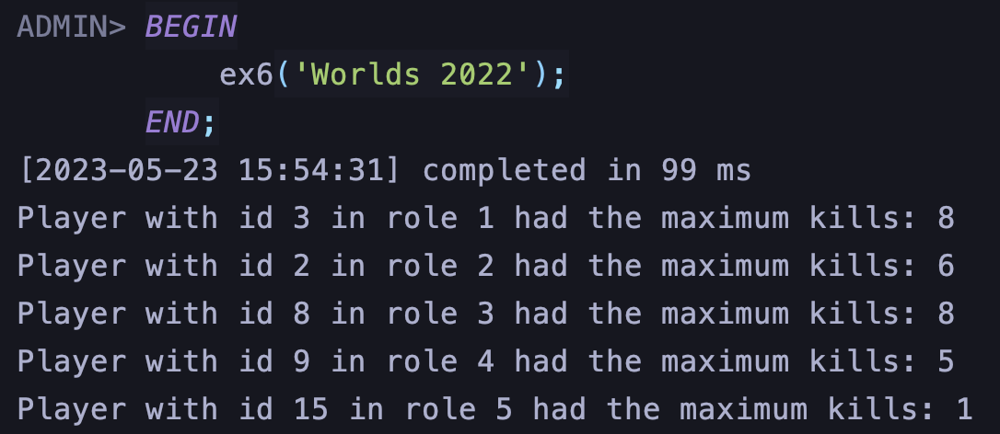 ADMIN> BEGIN
ex6('Worlds 2022');
END;
[2023-05-23 15:54:31] completed in 99 ms
Player with id 3 in role 1 had the maximum kills: 8
Player with id 2 in role 2 had the maximum kills: 6
Player with id 8 in role 3 had the maximum kills: 8
Player with id 9 in role 4 had the maximum kills: 5
Player with id 15 in role 5 had the maximum kills: 1